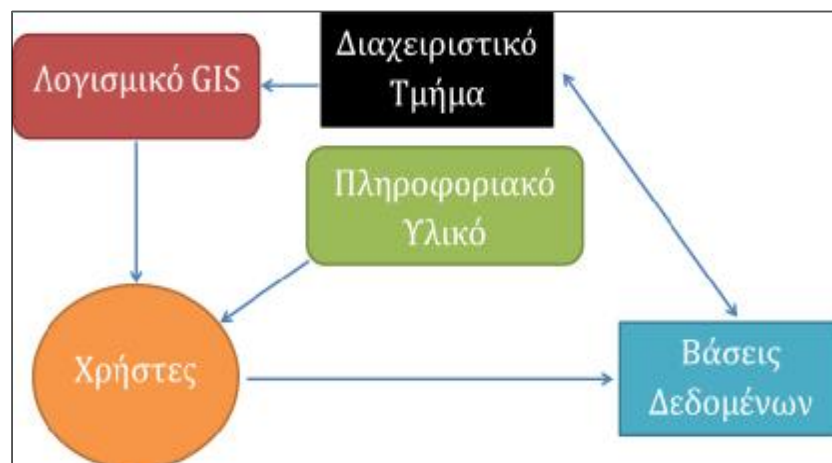 Λογισμικό GIS
Διαχειριστικό
Τμήμα
Πληροφοριακό
Υλικό
Χρήστες
Βάσεις
Δεδομένων